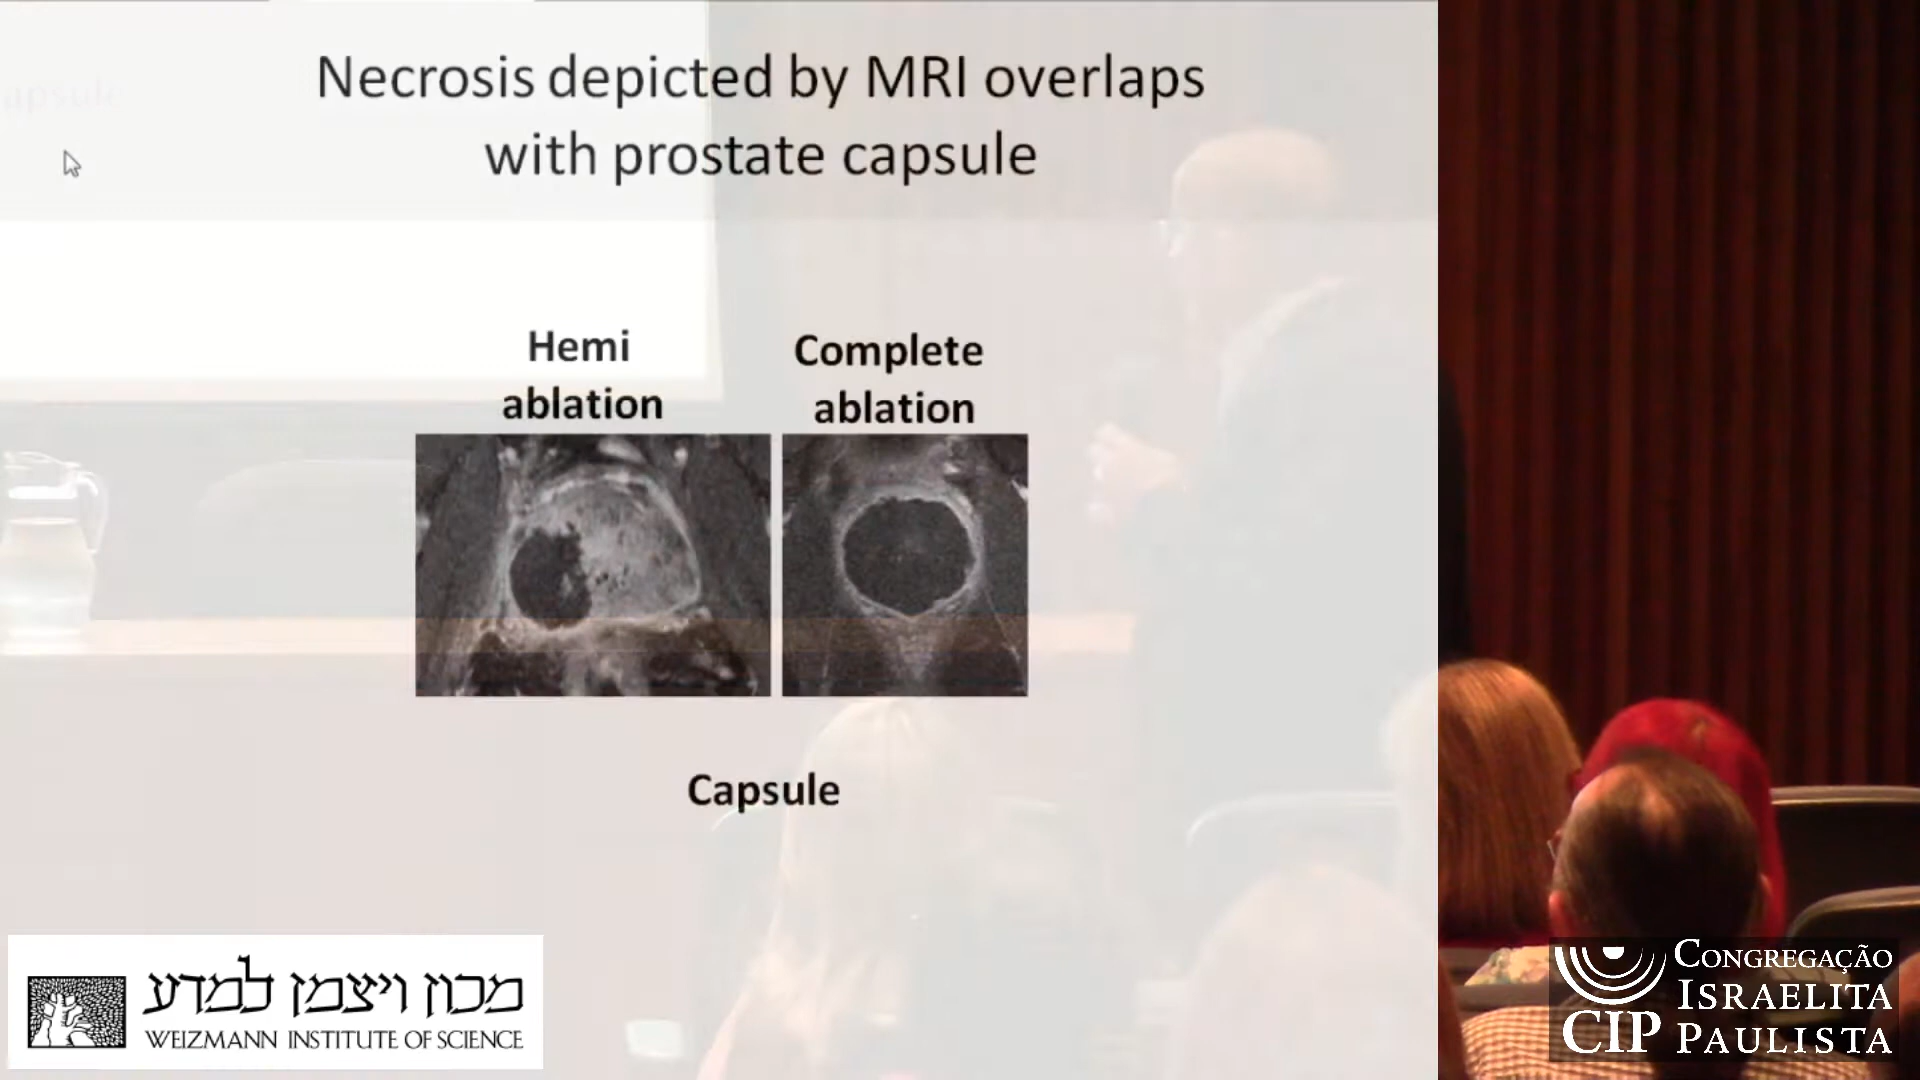 Necrosis depicted by MRI overlaps
with prostate capsule
apsule
Hemi
ablation
Complete
ablation
Capsule
מכון ויצמן למדע
WEIZMANN INSTITUTE OF SCIENCE
CONGREGAÇÃO
ISRAELITA
CIP PAULISTA